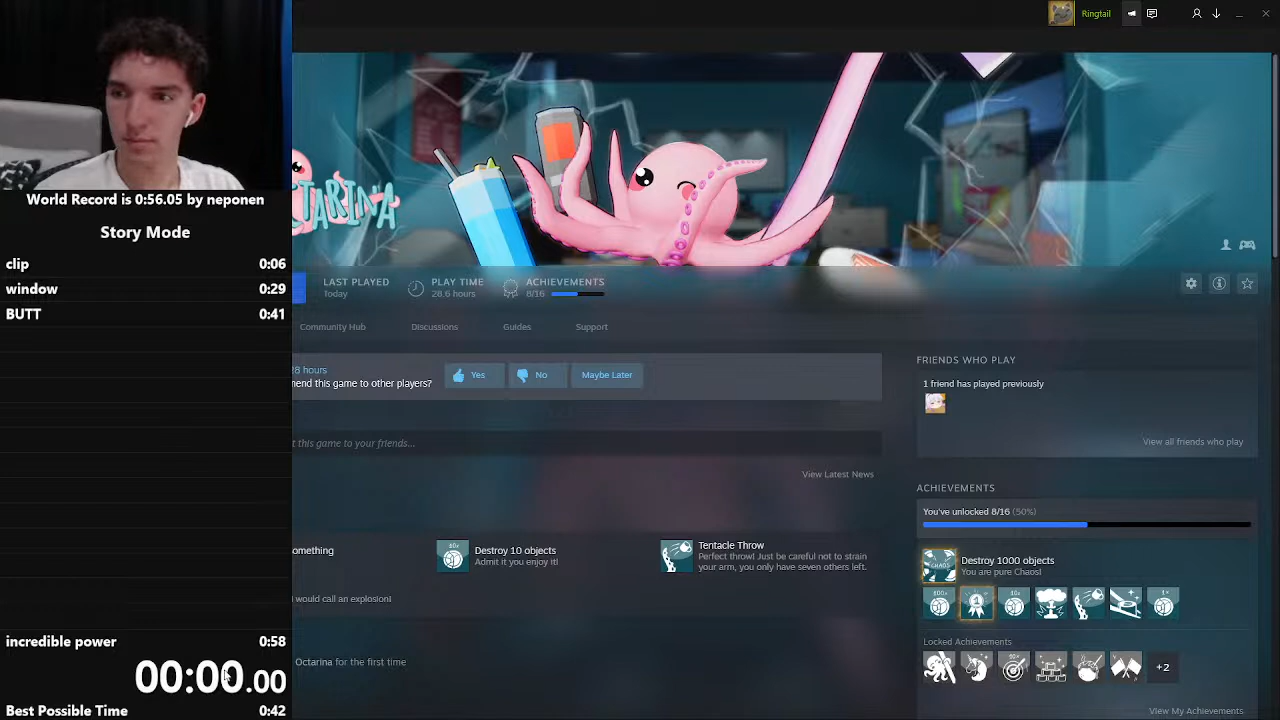 Ringtail
TARINA
World Record is 0:56.05 by neponen
Story Mode
clip 0:06
window 0:29
BUTT 0:41
incredible power 0:58
00:00.00
Best Possible Time 0:42
LAST PLAYED
Today
PLAY TIME
28.6 hours
ACHIEVEMENTS
8/16
Community Hub Discussions Guides Support
8 hours
mend this game to other players?
Yes No Maybe Later
t this game to your friends...
View Latest News
omething
Destroy 10 objects
Admit it you enjoy it!
Tentacle Throw
Perfect throw! Just be careful not to strain
your arm, you only have seven others left.
I would call an explosion!
Octarina for the first time
FRIENDS WHO PLAY
1 friend has played previously
View all friends who play
ACHIEVEMENTS
You've unlocked 8/16 (50%)
CHAOS
Destroy 1000 objects
You are pure Chaos!
Locked Achievements
+2
View My Achievements